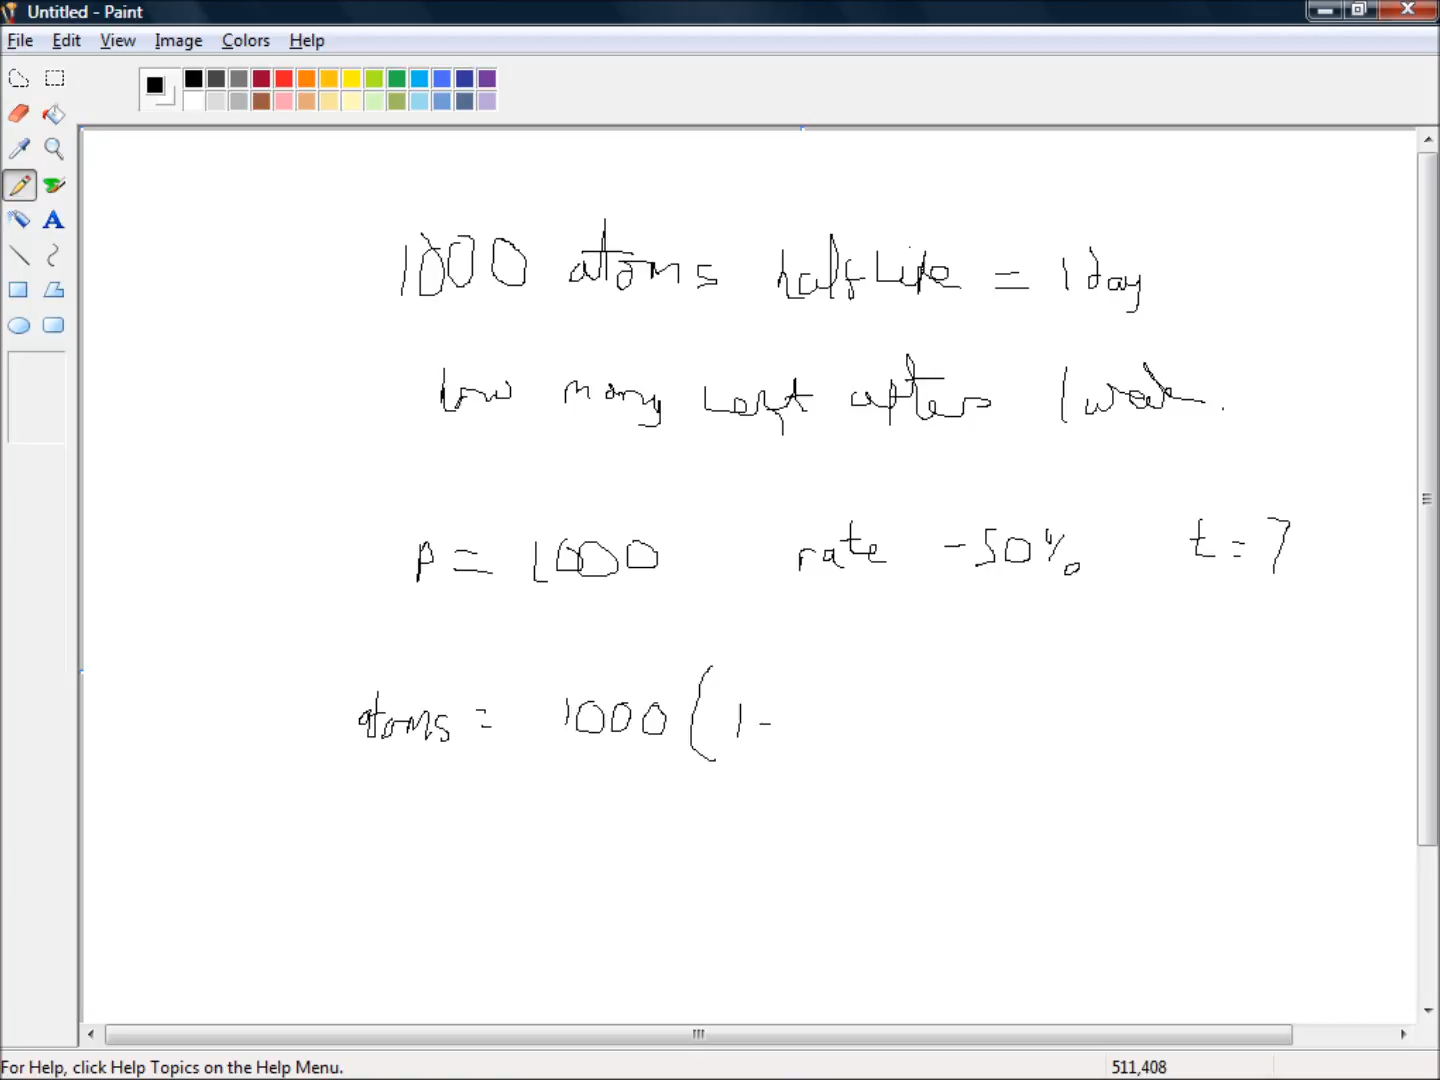 Untitled - Paint
File Edit View Image Colors Help
1000 atoms half Life = 1 day
how many Left after 1 week.
P = 1000 rate -50% t = 7
atoms = 1000 ( 1 -
For Help, click Help Topics on the Help Menu. 511,408